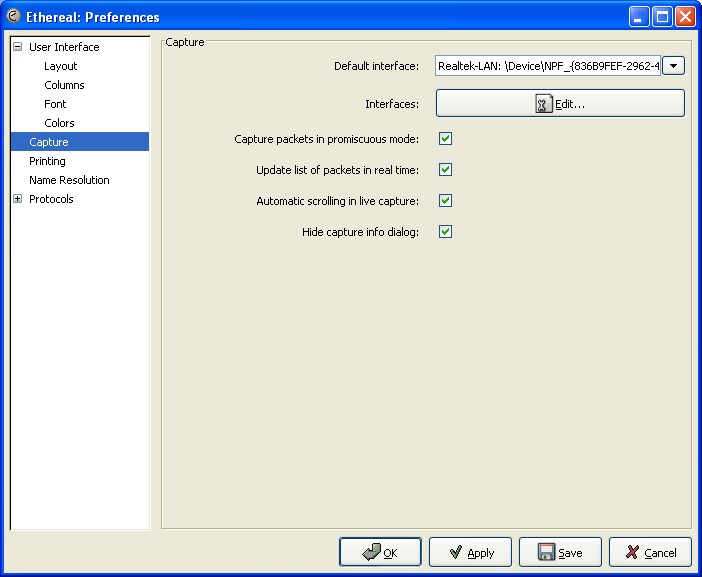 Ethereal: Preferences
User Interface
Layout
Columns
Font
Colors
Capture
Printing
Name Resolution
Protocols
Capture
Default interface: Realtek-LAN: \Device\NPF_{836B9FEF-2962-4
Interfaces: Edit...
Capture packets in promiscuous mode:
Update list of packets in real time:
Automatic scrolling in live capture:
Hide capture info dialog:
OK Apply Save Cancel